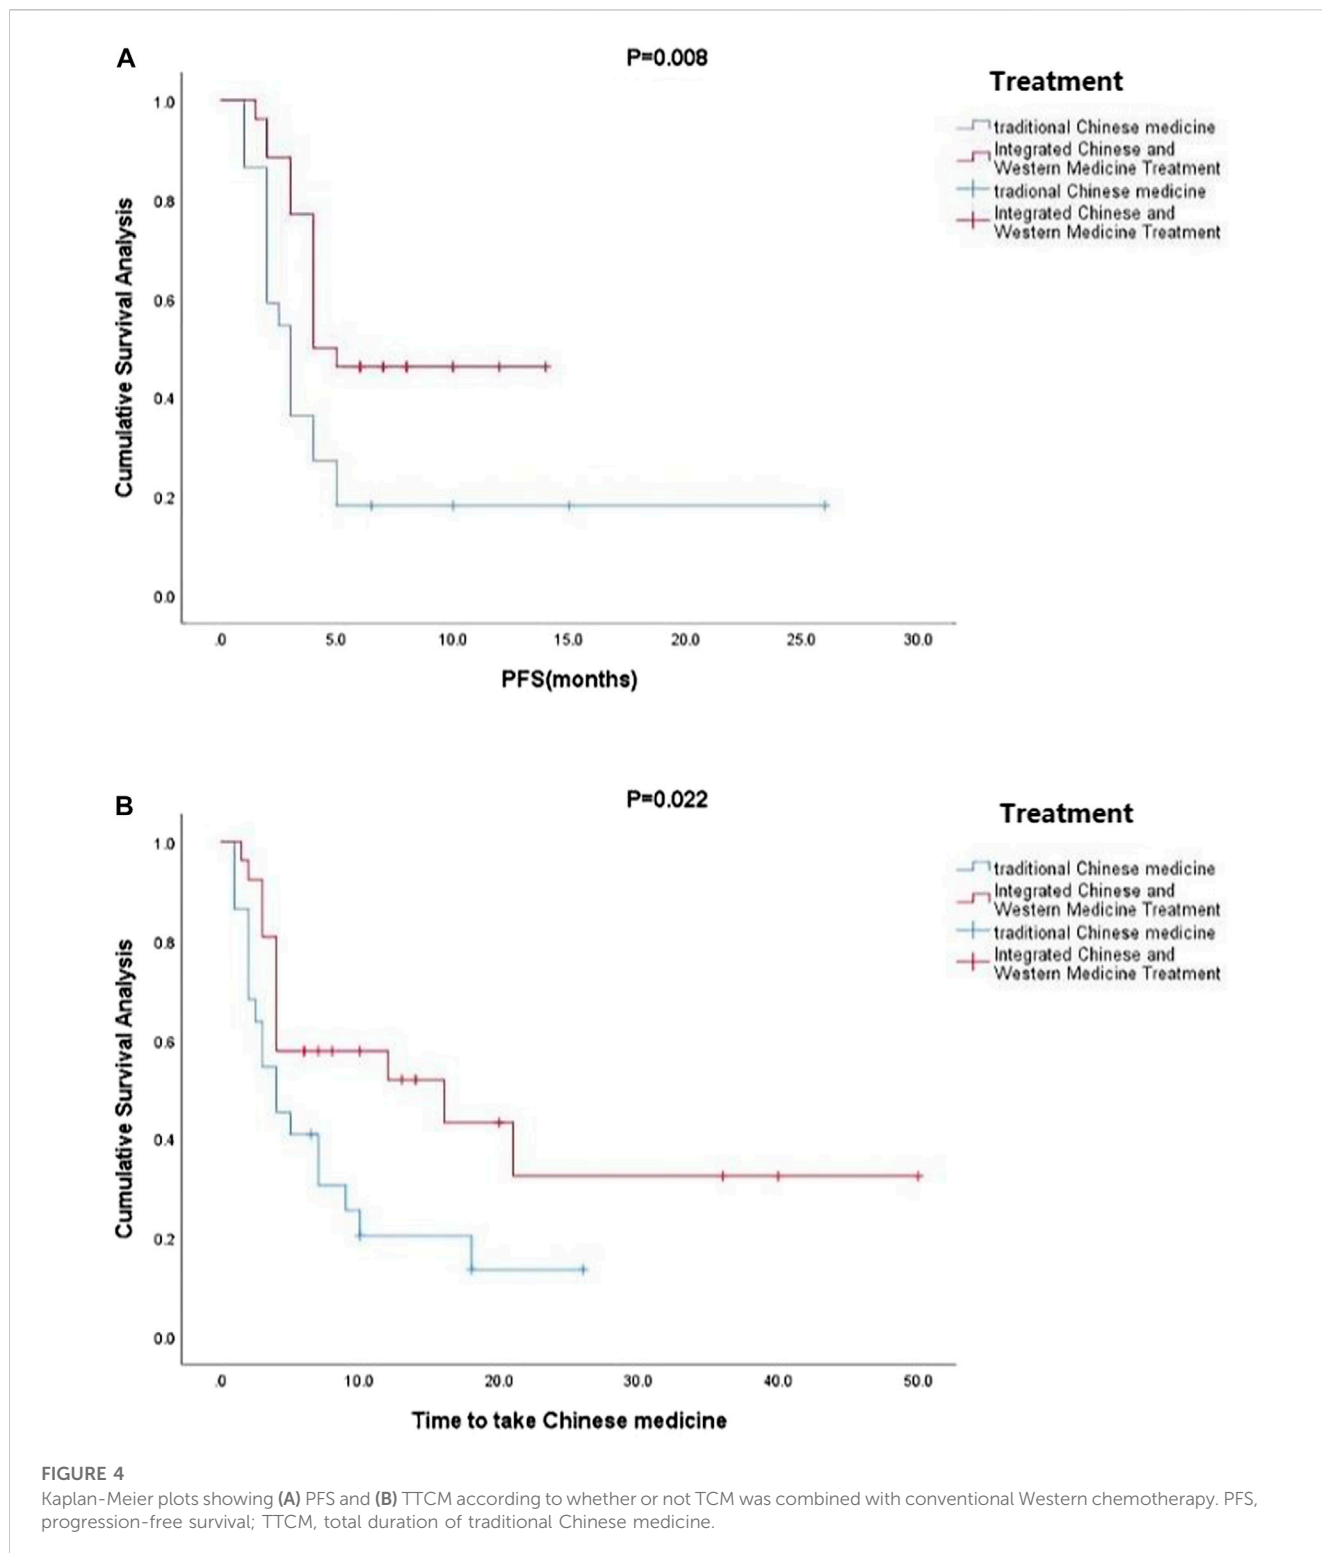 A
P=0.008
Treatment
traditional Chinese medicine
Integrated Chinese and
Western Medicine Treatment
tradional Chinese medicine
Integrated Chinese and
Western Medicine Treatment
Cumulative Survival Analysis
1.0
0.8
0.6
0.4
0.2
0.0
.0 5.0 10.0 15.0 20.0 25.0 30.0
PFS(months)
B
P=0.022
Treatment
traditional Chinese medicine
Integrated Chinese and
Western Medicine Treatment
traditional Chinese medicine
Integrated Chinese and
Western Medicine Treatment
Cumulative Survival Analysis
1.0
0.8
0.6
0.4
0.2
0.0
.0 10.0 20.0 30.0 40.0 50.0
Time to take Chinese medicine
FIGURE 4
Kaplan-Meier plots showing (A) PFS and (B) TTCM according to whether or not TCM was combined with conventional Western chemotherapy. PFS,
progression-free survival; TTCM, total duration of traditional Chinese medicine.